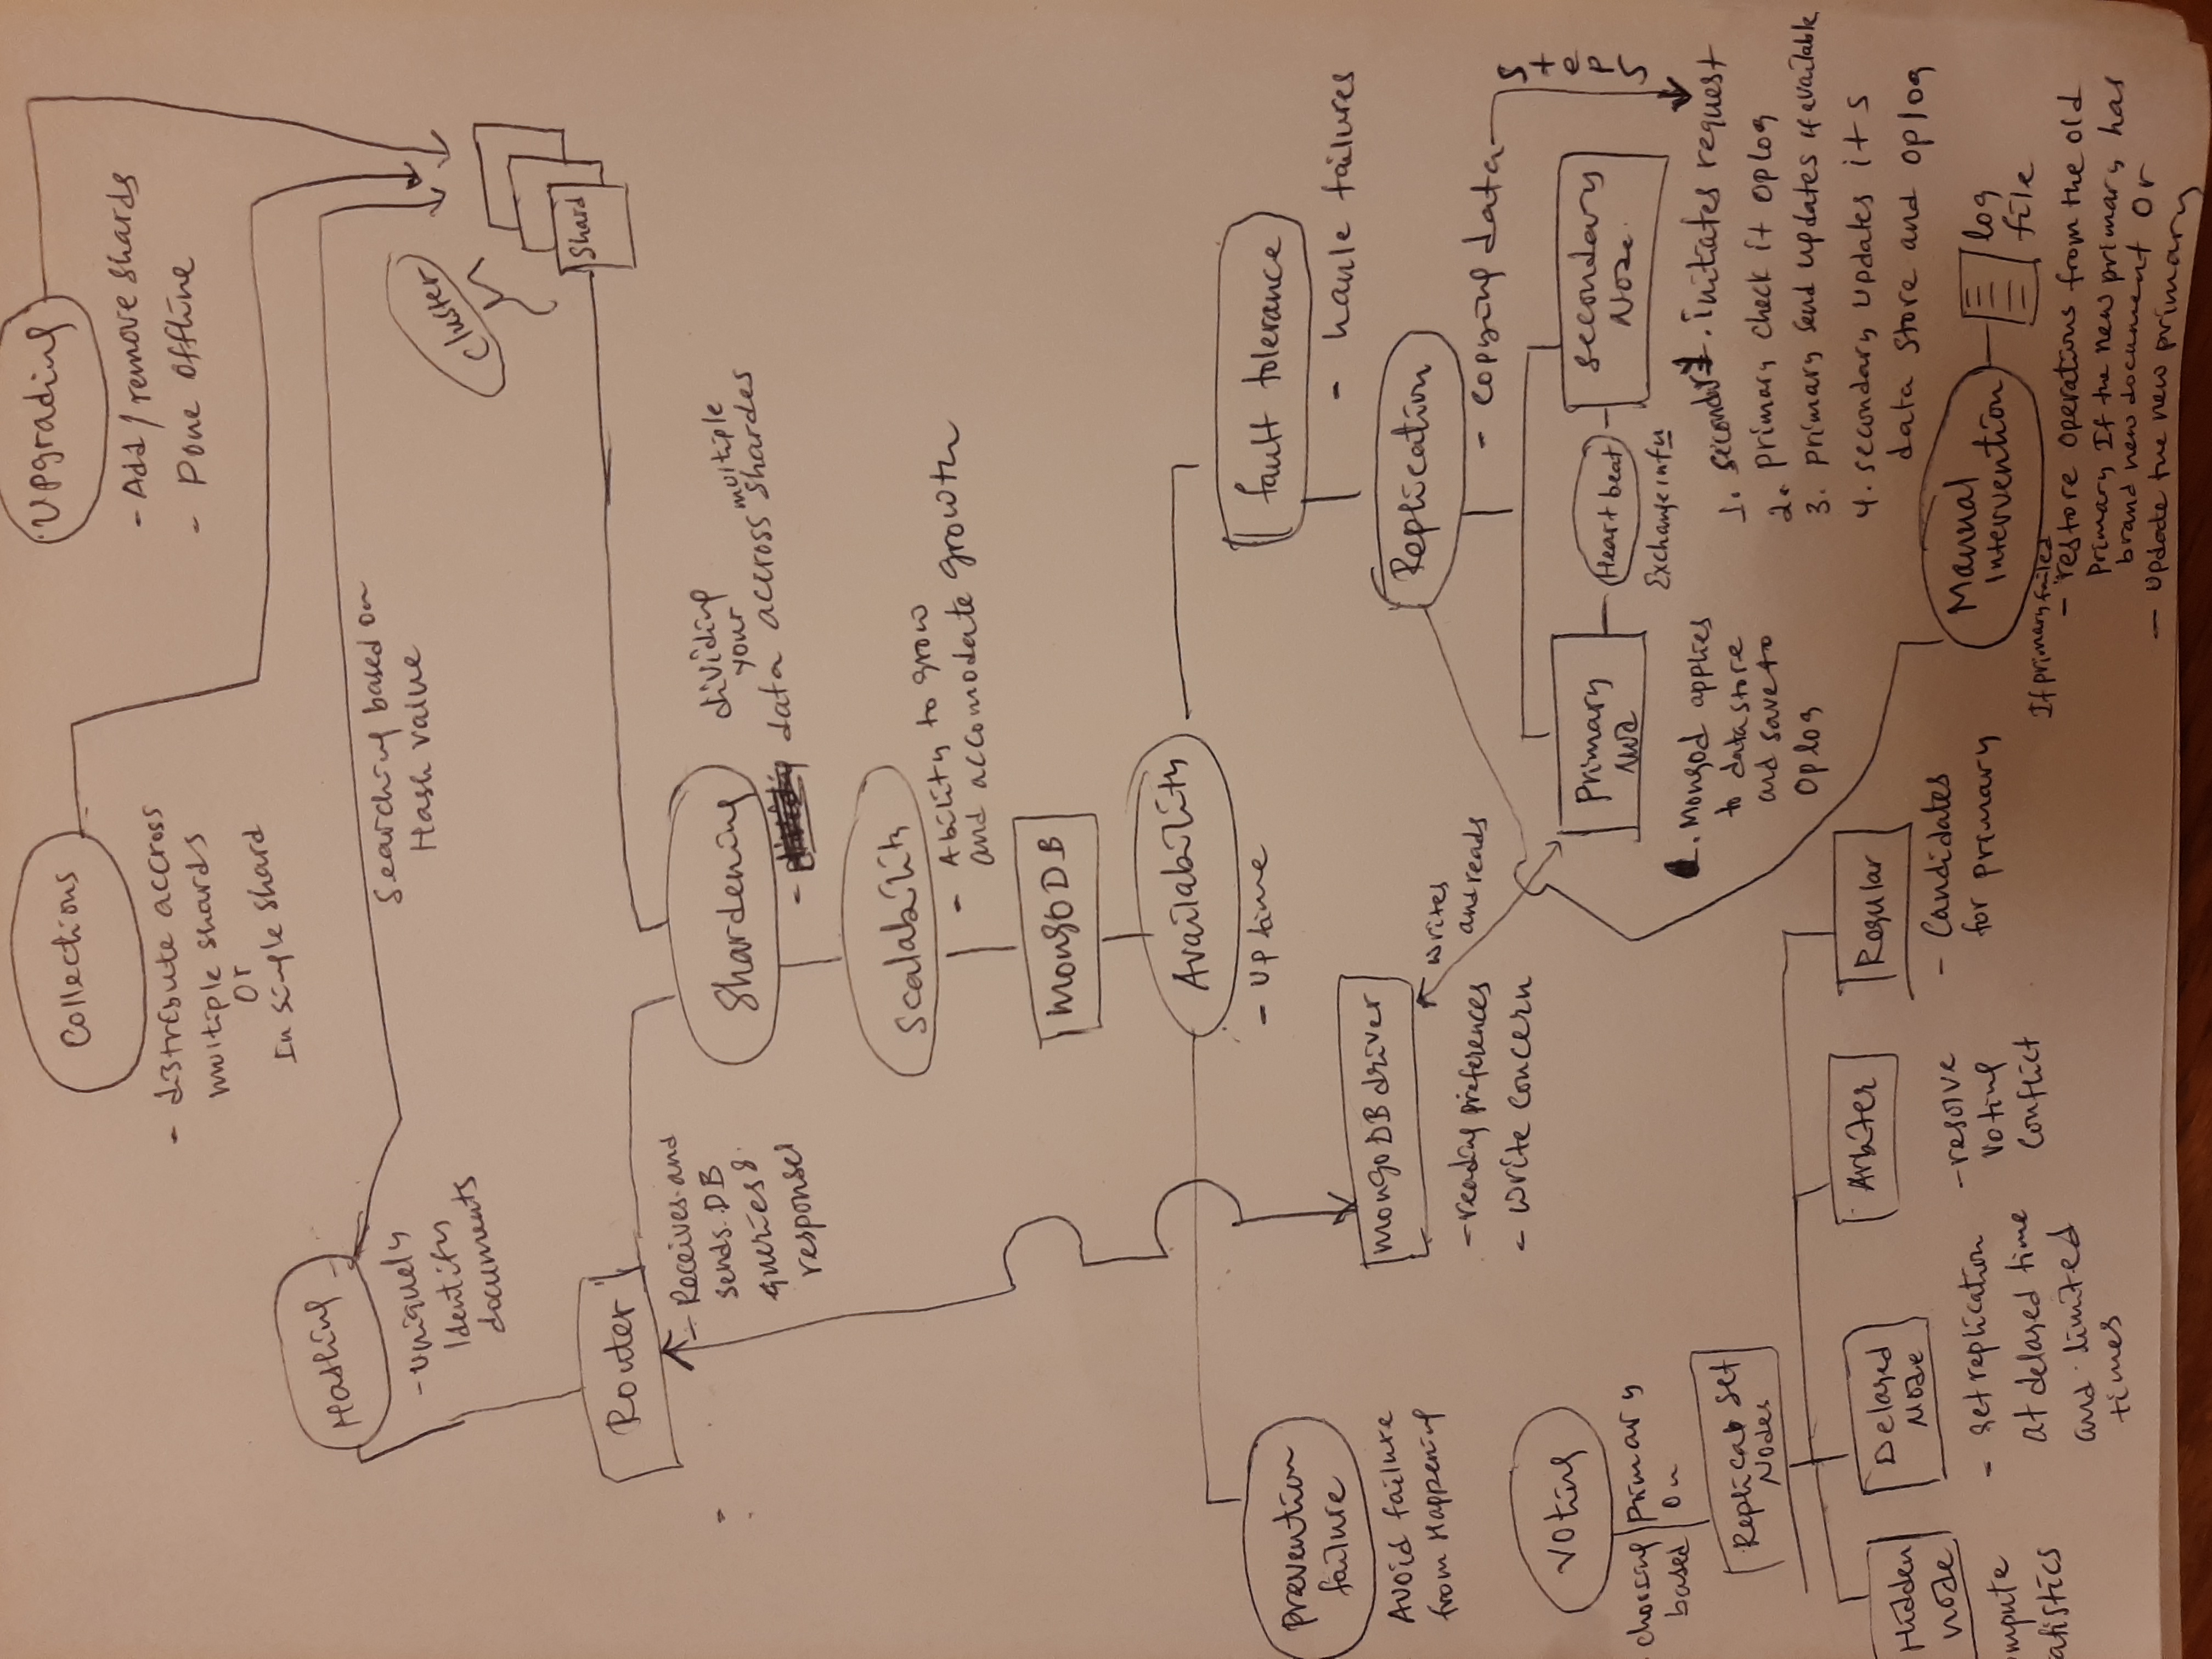 Collections
- distribute accross
multiple shards
Or
In single shard
Upgrading
- Add / remove shards
- Done Offline
Hashing
- uniquely
Identify
documents
Searching based on
Hash value
cluster
Shard
Router
- Receives and
sends DB
queries &
responses
Shardening
dividing
your
- data accross multiple shardes
Scalability
- Ability to grow
and accomodate growth
MongoDB
Availability
- Up time
Prevention
failure
Avoid failure
from Happening
fault tolerance
- hanle failures
MongoDB driver
- reading preferences
- Write concern
writes
and reads
Replication
- copying data
Steps
Primary
Secondary
Node
Heart beat
Exchange info
1. Mongod applies
to data store
and save to
Oplog
1. secondary initiates request
2. primary check it oplog
3. primary send updates if available
4. secondary updates its
data store and oplog
Voting
choosing primary
based on
Replica set
Nodes
Hidden
node
mpute
atistics
Delayed
Node
- set replication
at delayed time
and limited
times
Arbiter
- resolve
voting
conflict
Regular
- Candidates
for primary
Manual
Intervention
log
file
If primary failed
- restore operations from the old
primary If the new primary has
brand new document Or
- Update the new primary